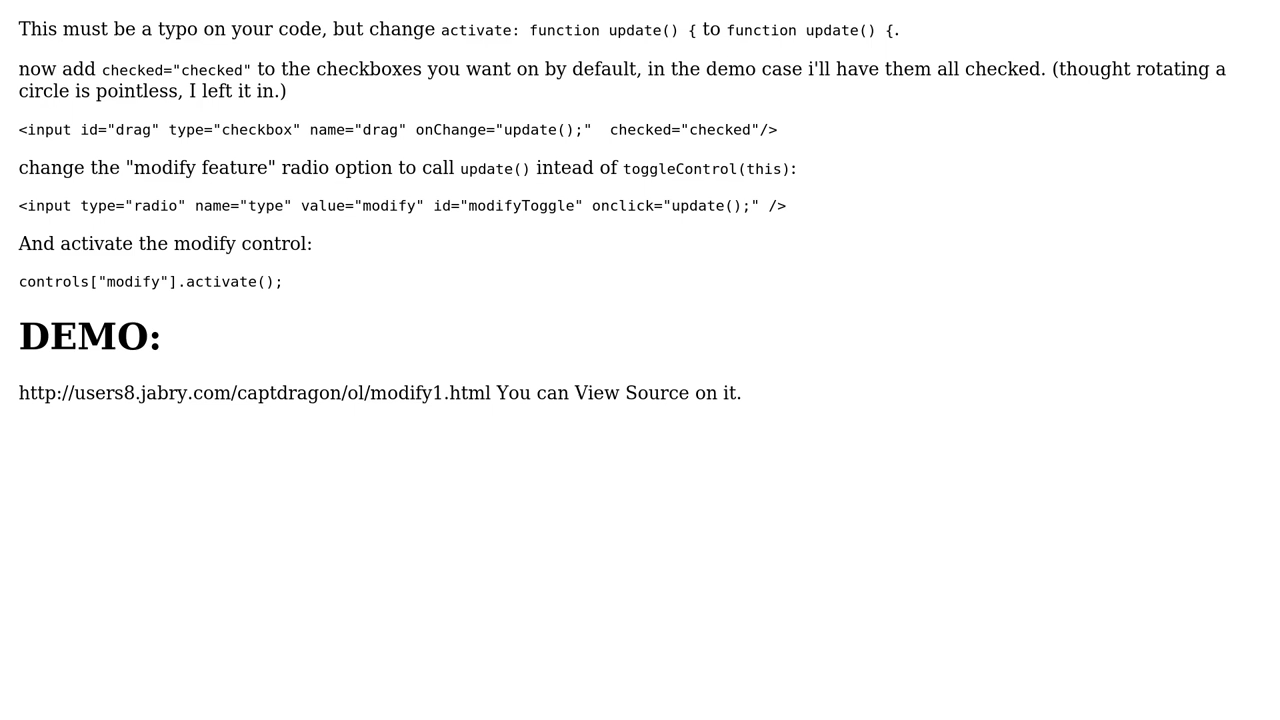 This must be a typo on your code, but change activate: function update() { to function update() {.
now add checked="checked" to the checkboxes you want on by default, in the demo case i'll have them all checked. (thought rotating a
circle is pointless, I left it in.)
<input id="drag" type="checkbox" name="drag" onChange="update();"  checked="checked"/>
change the "modify feature" radio option to call update() intead of toggleControl(this):
<input type="radio" name="type" value="modify" id="modifyToggle" onclick="update();" />
And activate the modify control:
controls["modify"].activate();
DEMO:
http://users8.jabry.com/captdragon/ol/modify1.html You can View Source on it.